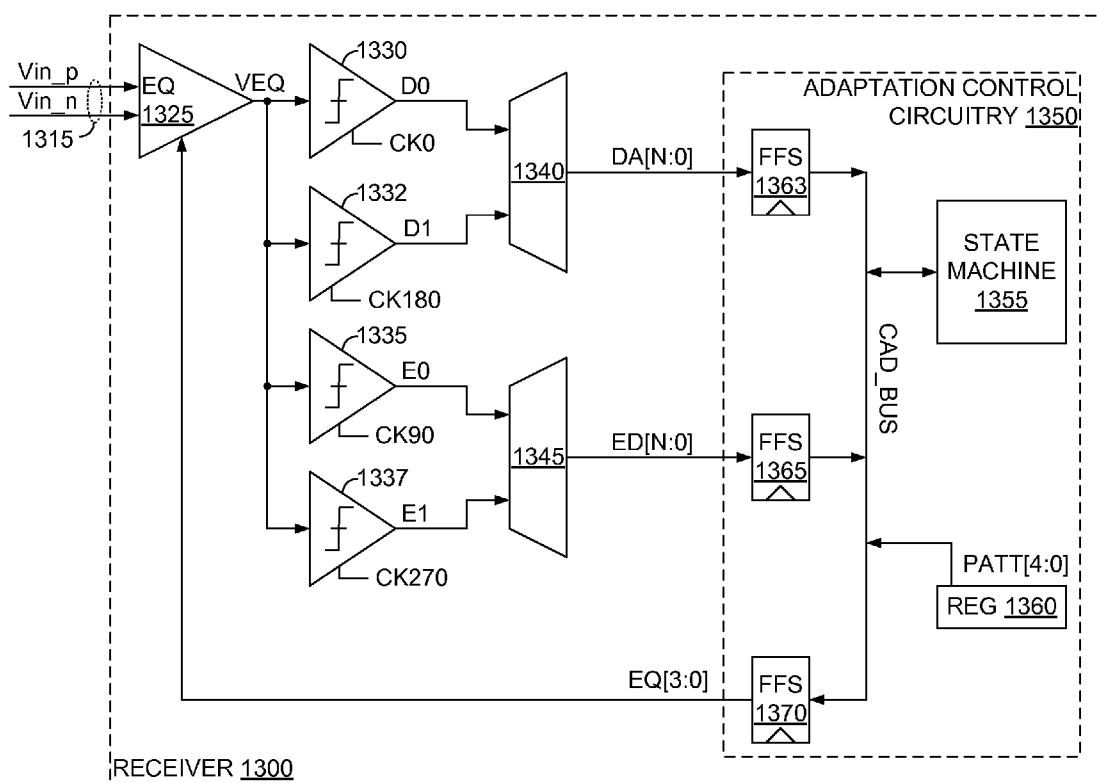 Vin_p
Vin_n
1315
EQ
1325
VEQ
1330
D0
CK0
1332
D1
CK180
1335
E0
CK90
1337
E1
CK270
1340
1345
DA[N:0]
ED[N:0]
ADAPTATION CONTROL
CIRCUITRY 1350
FFS
1363
STATE
MACHINE
1355
CAD_BUS
FFS
1365
PATT[4:0]
REG 1360
EQ[3:0]
FFS
1370
RECEIVER 1300